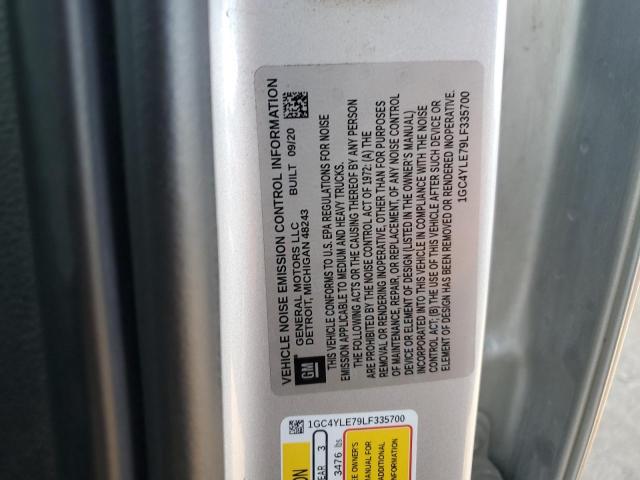 VEHICLE NOISE EMISSION CONTROL INFORMATION
GM
GENERAL MOTORS LLC
DETROIT, MICHIGAN 48243
BUILT 09/20
THIS VEHICLE CONFORMS TO U.S. EPA REGULATIONS FOR NOISE
EMISSION APPLICABLE TO MEDIUM AND HEAVY TRUCKS.
THE FOLLOWING ACTS OR THE CAUSING THEREOF BY ANY PERSON
ARE PROHIBITED BY THE NOISE CONTROL ACT OF 1972: (A) THE
REMOVAL OR RENDERING INOPERATIVE, OTHER THAN FOR PURPOSES
OF MAINTENANCE, REPAIR, OR REPLACEMENT, OF ANY NOISE CONTROL
DEVICE OR ELEMENT OF DESIGN (LISTED IN THE OWNER'S MANUAL)
INCORPORATED INTO THIS VEHICLE IN COMPLIANCE WITH THE NOISE
CONTROL ACT; (B) THE USE OF THIS VEHICLE AFTER SUCH DEVICE OR
ELEMENT OF DESIGN HAS BEEN REMOVED OR RENDERED INOPERATIVE.
1GC4YLE79LF335700
1GC4YLE79LF335700
ON
EAR 3
3476 lbs
E OWNER'S
MANUAL FOR
ADDITIONAL
INFORMATION